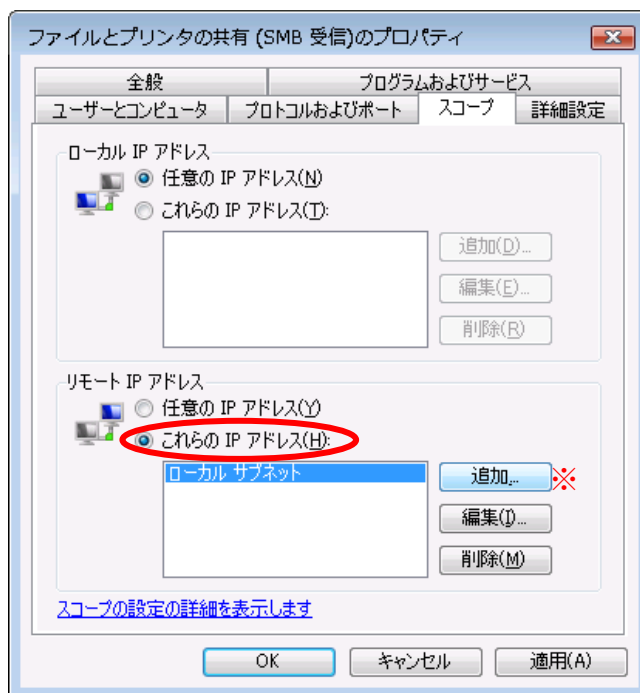 ファイルとプリンタの共有 (SMB 受信)のプロパティ
全般 プログラムおよびサービス
ユーザーとコンピュータ プロトコルおよびポート スコープ 詳細設定
ローカル IP アドレス
任意の IP アドレス(N)
これらの IP アドレス(T):
追加(D)...
編集(E)...
削除(R)
リモート IP アドレス
任意の IP アドレス(Y)
これらの IP アドレス(H):
ローカル サブネット
追加... ※
編集(I)...
削除(M)
スコープの設定の詳細を表示します
OK キャンセル 適用(A)